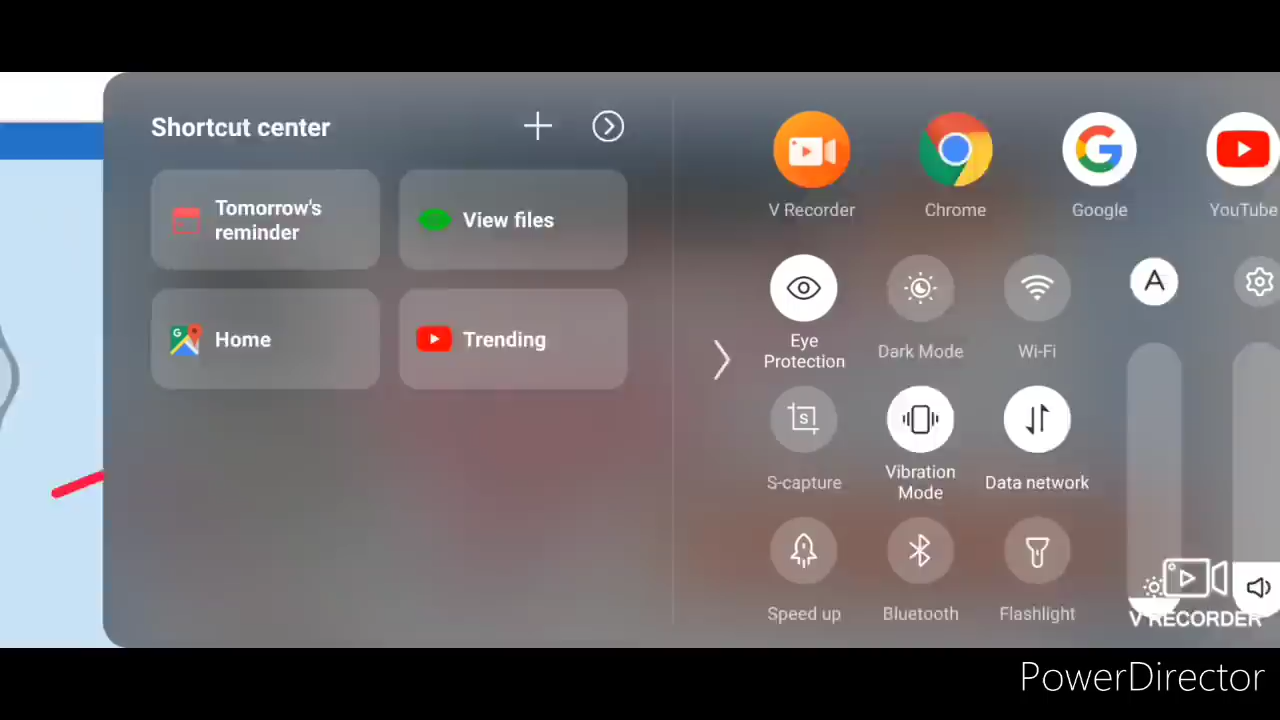 Shortcut center
Tomorrow's
reminder
View files
Home
Trending
V Recorder
Chrome
Google
YouTube
A
Eye
Protection
Dark Mode
Wi-Fi
S
S-capture
Vibration
Mode
Data network
Speed up
Bluetooth
Flashlight
V RECORDER
PowerDirector